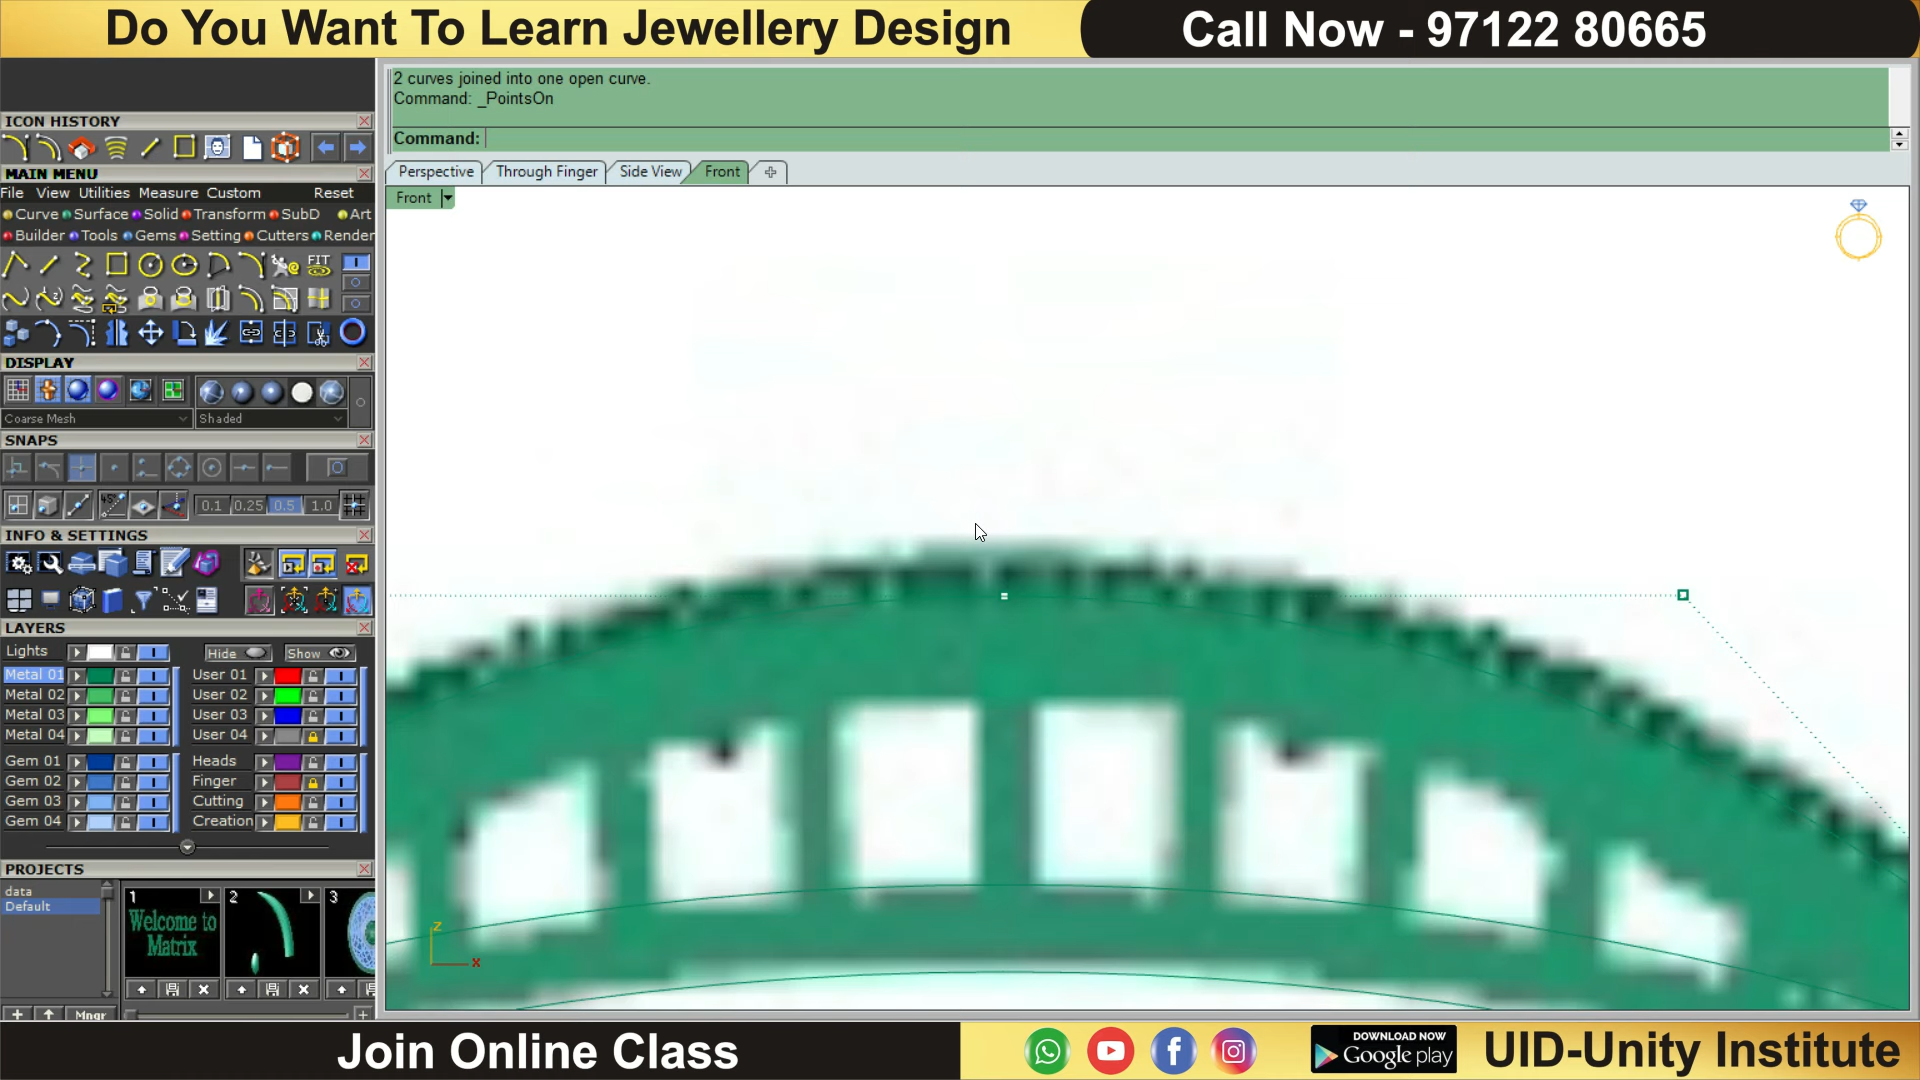 Do You Want To Learn Jewellery Design
Call Now - 97122 80665
2 curves joined into one open curve.
Command: _PointsOn
Command:
Perspective Through Finger Side View Front
Front
ICON HISTORY
MAIN MENU
File View Utilities Measure Custom Reset
Curve Surface Solid Transform SubD Art
Builder Tools Gems Setting Cutters Render
FIT
DISPLAY
Coarse Mesh Shaded
SNAPS
45°
0.1 0.25 0.5 1.0
INFO & SETTINGS
LAYERS
Lights Hide Show
Metal 01 User 01
Metal 02 User 02
Metal 03 User 03
Metal 04 User 04
Gem 01 Heads
Gem 02 Finger
Gem 03 Cutting
Gem 04 Creation
PROJECTS
data
Default
1 2 3
Welcome to
Matrix
Mngr
z
x
Join Online Class
DOWNLOAD NOW
Google play
UID-Unity Institute